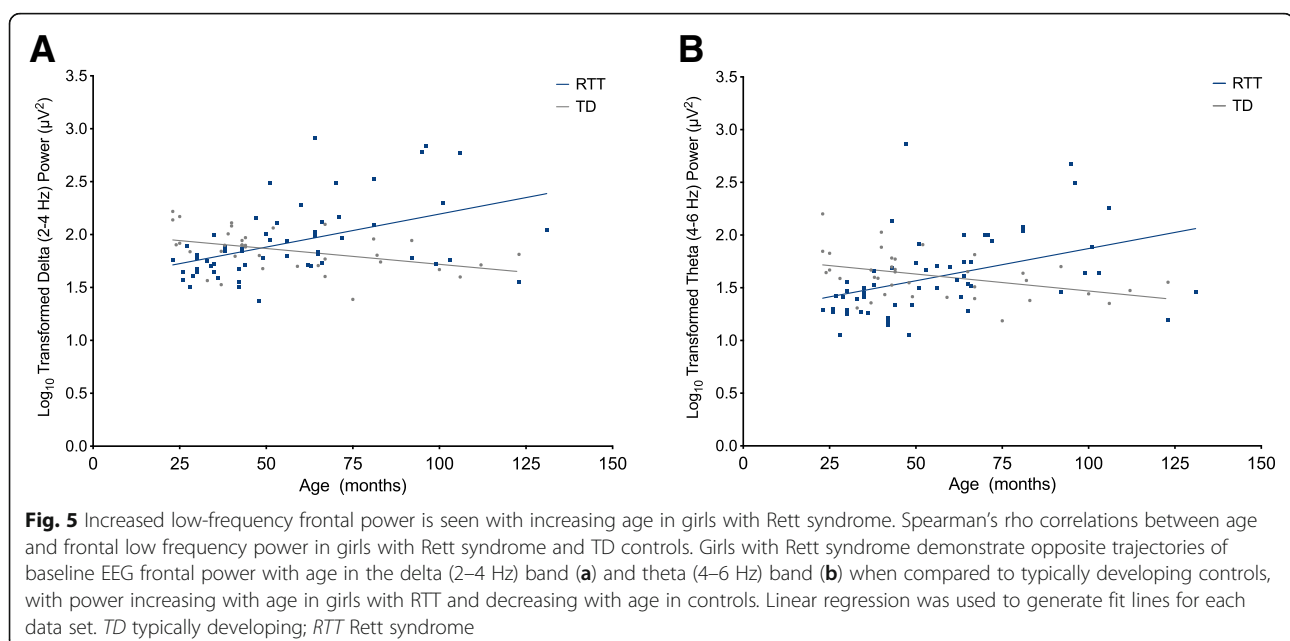 A
B
3.5
3.0
2.5
2.0
1.5
1.0
0.5
0.0
0
25
50
75
100
125
150
Log10 Transformed Delta (2-4 Hz) Power (µV²)
Age (months)
RTT
TD
3.5
3.0
2.5
2.0
1.5
1.0
0.5
0.0
0
25
50
75
100
125
150
Log10 Transformed Theta (4-6 Hz) Power (µV²)
Age (months)
RTT
TD
Fig. 5 Increased low-frequency frontal power is seen with increasing age in girls with Rett syndrome. Spearman's rho correlations between age
and frontal low frequency power in girls with Rett syndrome and TD controls. Girls with Rett syndrome demonstrate opposite trajectories of
baseline EEG frontal power with age in the delta (2–4 Hz) band (a) and theta (4–6 Hz) band (b) when compared to typically developing controls,
with power increasing with age in girls with RTT and decreasing with age in controls. Linear regression was used to generate fit lines for each
data set. TD typically developing; RTT Rett syndrome